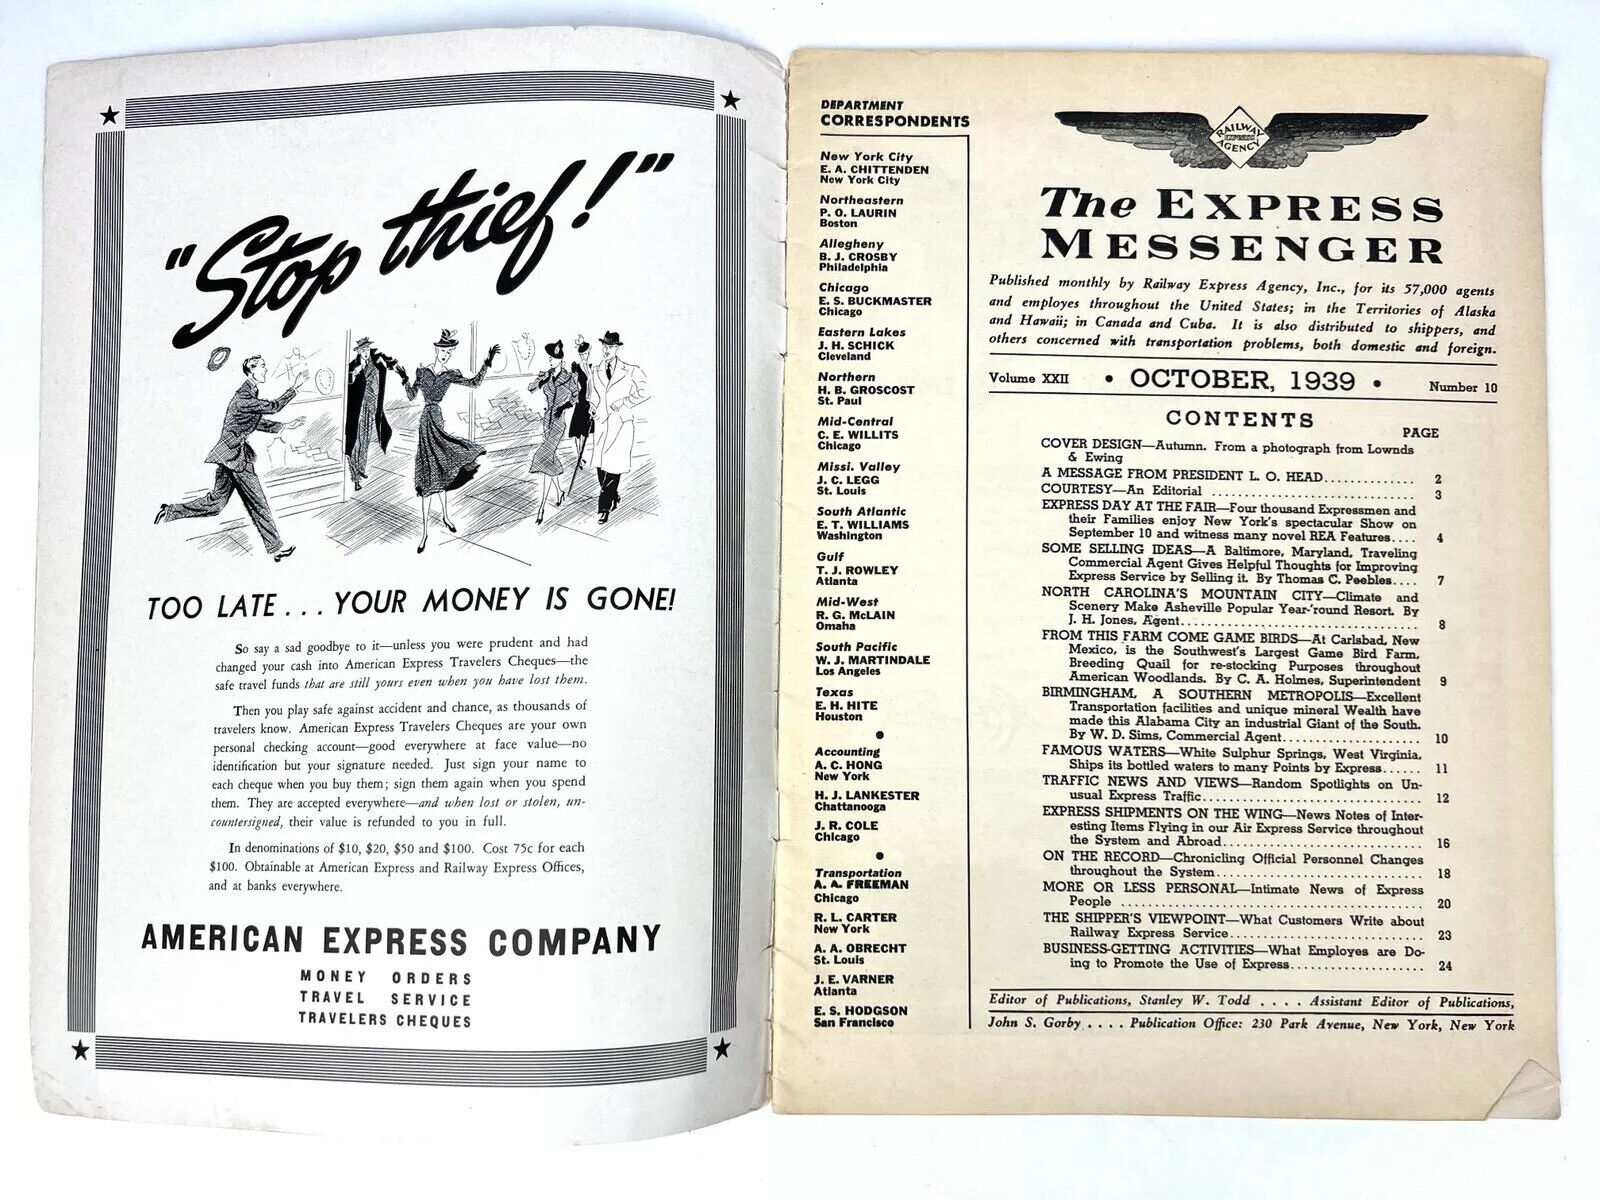 "Stop thief!"
TOO LATE . . . YOUR MONEY IS GONE!
So say a sad goodbye to it—unless you were prudent and had
changed your cash into American Express Travelers Cheques—the
safe travel funds that are still yours even when you have lost them.
Then you play safe against accident and chance, as thousands of
travelers know. American Express Travelers Cheques are your own
personal checking account—good everywhere at face value—no
identification but your signature needed. Just sign your name to
each cheque when you buy them; sign them again when you spend
them. They are accepted everywhere—and when lost or stolen, un-
countersigned, their value is refunded to you in full.
In denominations of $10, $20, $50 and $100. Cost 75c for each
$100. Obtainable at American Express and Railway Express Offices,
and at banks everywhere.
AMERICAN EXPRESS COMPANY
MONEY ORDERS
TRAVEL SERVICE
TRAVELERS CHEQUES
DEPARTMENT
CORRESPONDENTS
New York City
E. A. CHITTENDEN
New York City
Northeastern
P. O. LAURIN
Boston
Allegheny
B. J. CROSBY
Philadelphia
Chicago
E. S. BUCKMASTER
Chicago
Eastern Lakes
J. H. SCHICK
Cleveland
Northern
H. B. GROSCOST
St. Paul
Mid-Central
C. E. WILLITS
Chicago
Missi. Valley
J. C. LEGG
St. Louis
South Atlantic
E. T. WILLIAMS
Washington
Gulf
T. J. ROWLEY
Atlanta
Mid-West
R. G. McLAIN
Omaha
South Pacific
W. J. MARTINDALE
Los Angeles
Texas
E. H. HITE
Houston
Accounting
A. C. HONG
New York
H. J. LANKESTER
Chattanooga
J. R. COLE
Chicago
Transportation
A. A. FREEMAN
Chicago
R. L. CARTER
New York
A. A. OBRECHT
St. Louis
J. E. VARNER
Atlanta
E. S. HODGSON
San Francisco
RAILWAY
EXPRESS
AGENCY
The EXPRESS
MESSENGER
Published monthly by Railway Express Agency, Inc., for its 57,000 agents
and employes throughout the United States; in the Territories of Alaska
and Hawaii; in Canada and Cuba. It is also distributed to shippers, and
others concerned with transportation problems, both domestic and foreign.
Volume XXII • OCTOBER, 1939 • Number 10
CONTENTS
PAGE
COVER DESIGN—Autumn. From a photograph from Lownds
& Ewing
A MESSAGE FROM PRESIDENT L. O. HEAD.............. 2
COURTESY—An Editorial .............................. 3
EXPRESS DAY AT THE FAIR—Four thousand Expressmen and
their Families enjoy New York's spectacular Show on
September 10 and witness many novel REA Features.... 4
SOME SELLING IDEAS—A Baltimore, Maryland, Traveling
Commercial Agent Gives Helpful Thoughts for Improving
Express Service by Selling it. By Thomas C. Peebles.... 7
NORTH CAROLINA'S MOUNTAIN CITY—Climate and
Scenery Make Asheville Popular Year-'round Resort. By
J. H. Jones, Agent.................................. 8
FROM THIS FARM COME GAME BIRDS—At Carlsbad, New
Mexico, is the Southwest's Largest Game Bird Farm,
Breeding Quail for re-stocking Purposes throughout
American Woodlands. By C. A. Holmes, Superintendent 9
BIRMINGHAM, A SOUTHERN METROPOLIS—Excellent
Transportation facilities and unique mineral Wealth have
made this Alabama City an industrial Giant of the South.
By W. D. Sims, Commercial Agent..................... 10
FAMOUS WATERS—White Sulphur Springs, West Virginia,
Ships its bottled waters to many Points by Express...... 11
TRAFFIC NEWS AND VIEWS—Random Spotlights on Un-
usual Express Traffic................................ 12
EXPRESS SHIPMENTS ON THE WING—News Notes of Inter-
esting Items Flying in our Air Express Service throughout
the System and Abroad.............................. 16
ON THE RECORD—Chronicling Official Personnel Changes
throughout the System............................... 18
MORE OR LESS PERSONAL—Intimate News of Express
People ............................................ 20
THE SHIPPER'S VIEWPOINT—What Customers Write about
Railway Express Service............................. 23
BUSINESS-GETTING ACTIVITIES—What Employes are Do-
ing to Promote the Use of Express.................... 24
Editor of Publications, Stanley W. Todd . . . . Assistant Editor of Publications,
John S. Gorby . . . . Publication Office: 230 Park Avenue, New York, New York